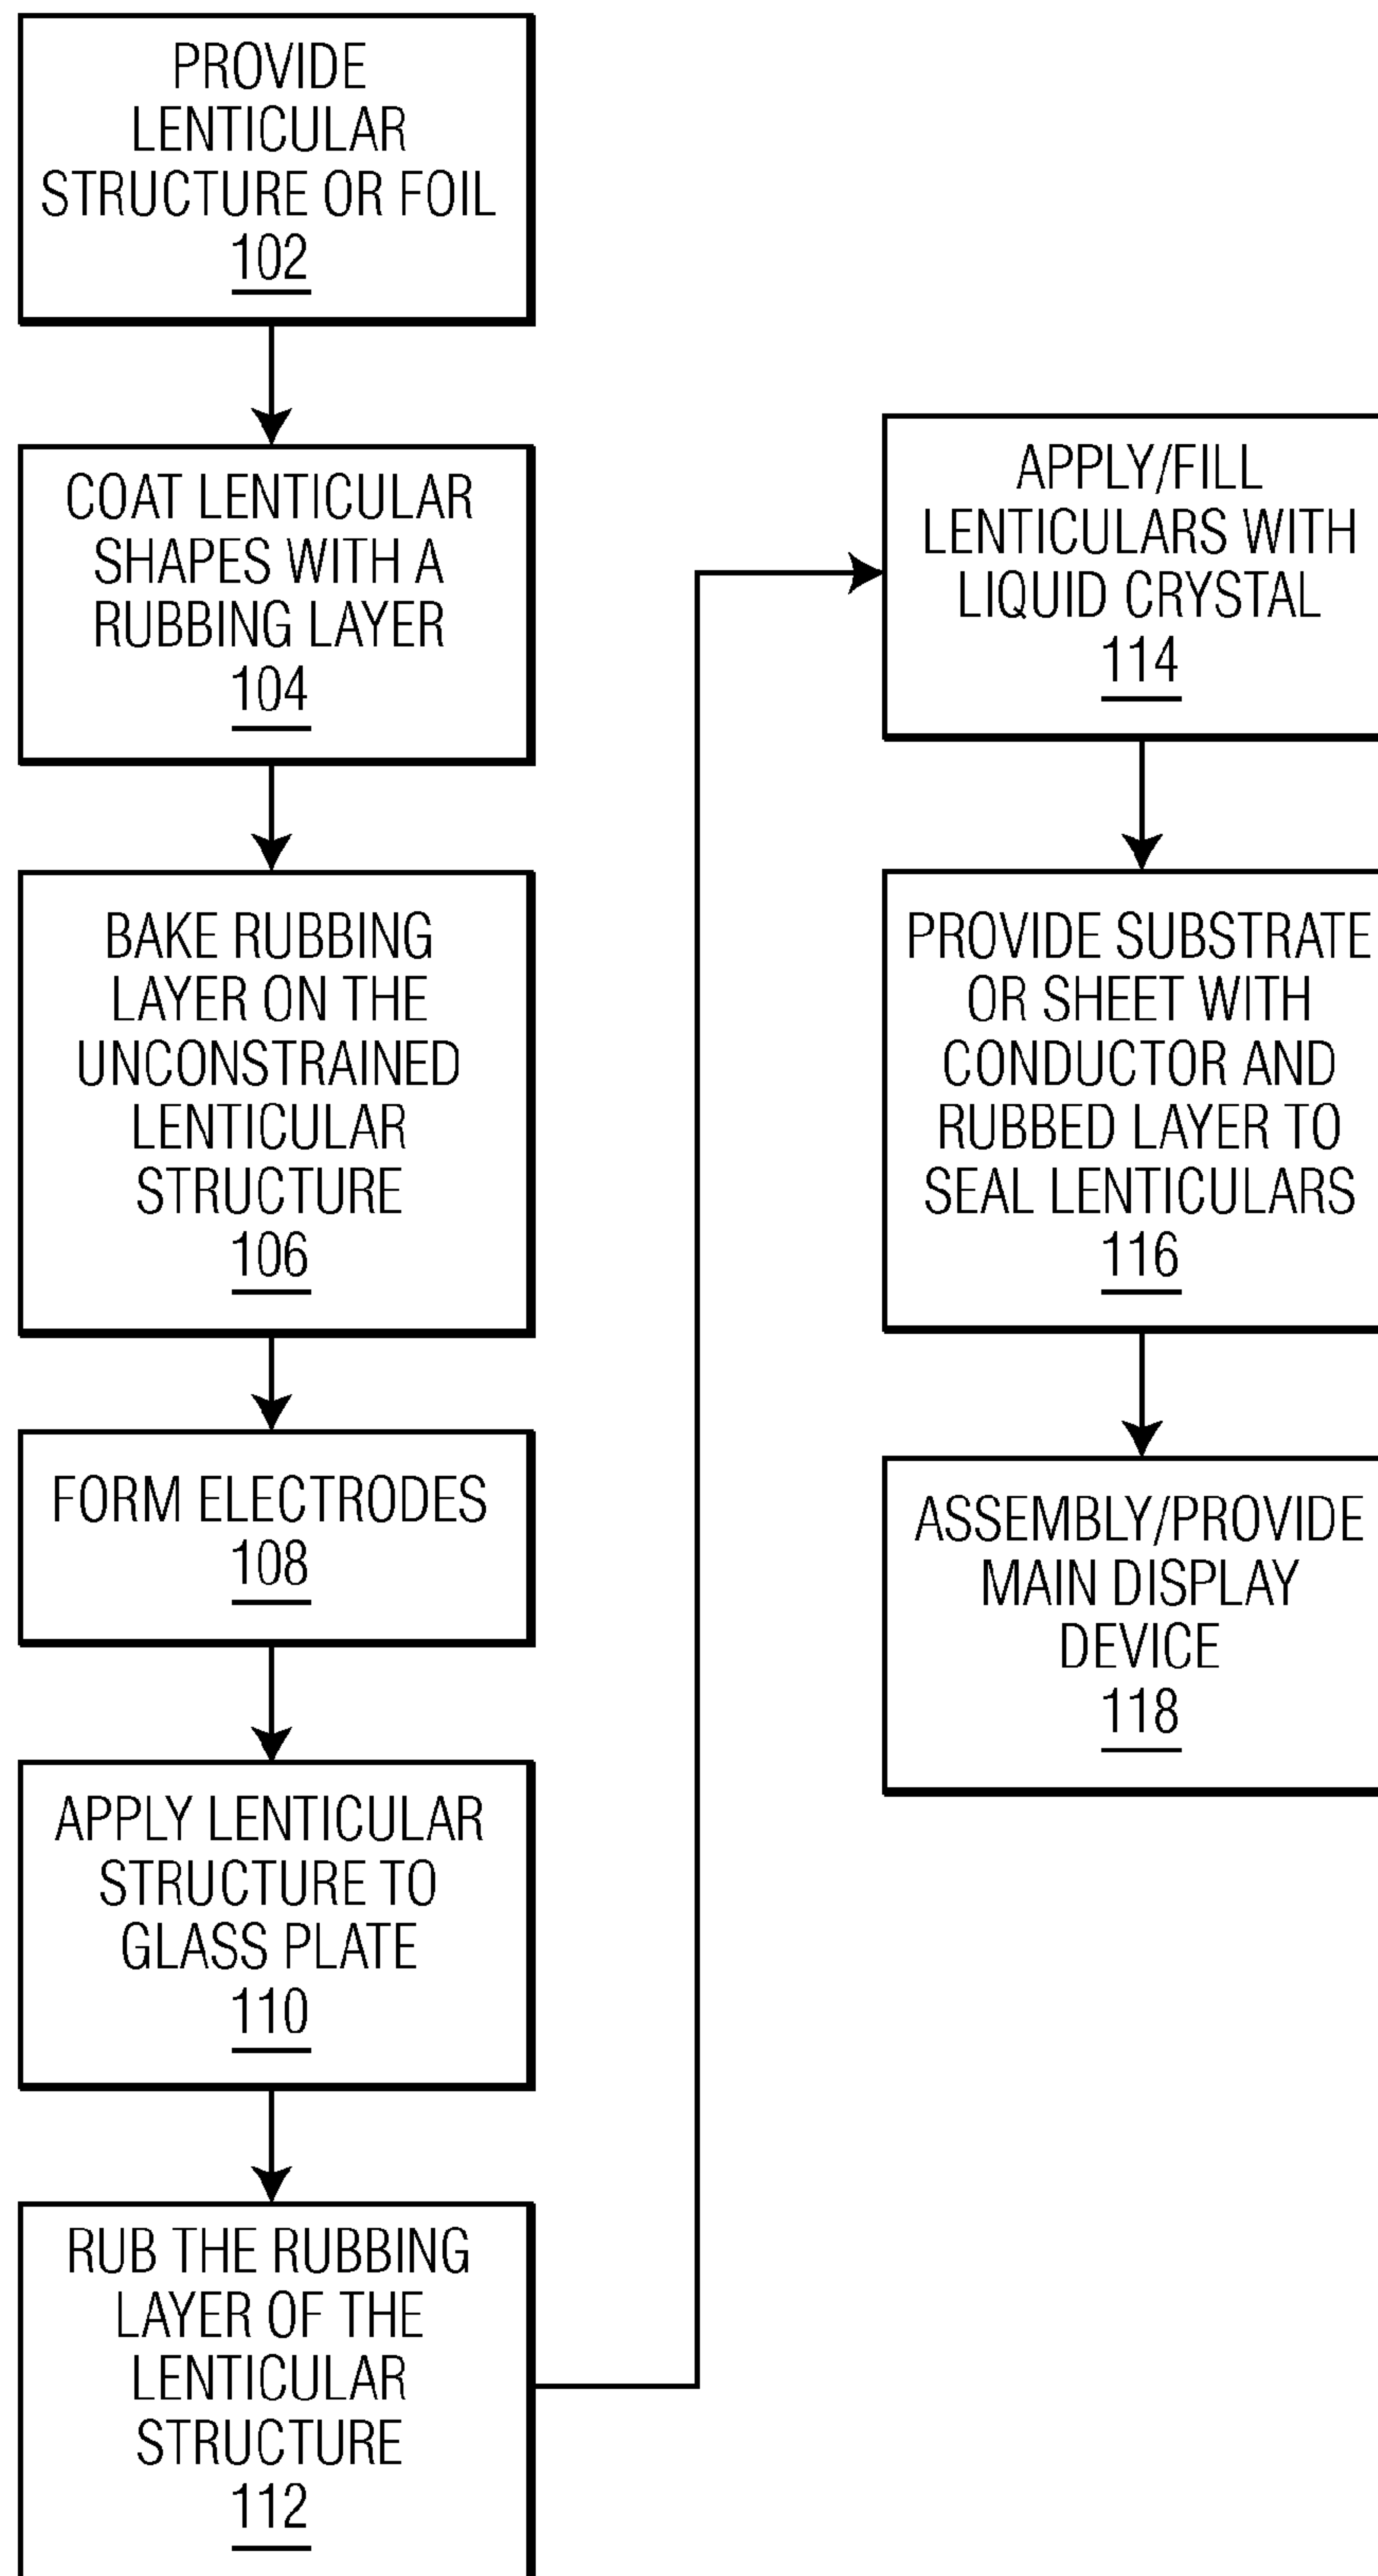 PROVIDE
LENTICULAR
STRUCTURE OR FOIL
102
COAT LENTICULAR
SHAPES WITH A
RUBBING LAYER
104
BAKE RUBBING
LAYER ON THE
UNCONSTRAINED
LENTICULAR
STRUCTURE
106
FORM ELECTRODES
108
APPLY LENTICULAR
STRUCTURE TO
GLASS PLATE
110
RUB THE RUBBING
LAYER OF THE
LENTICULAR
STRUCTURE
112
APPLY/FILL
LENTICULARS WITH
LIQUID CRYSTAL
114
PROVIDE SUBSTRATE
OR SHEET WITH
CONDUCTOR AND
RUBBED LAYER TO
SEAL LENTICULARS
116
ASSEMBLY/PROVIDE
MAIN DISPLAY
DEVICE
118